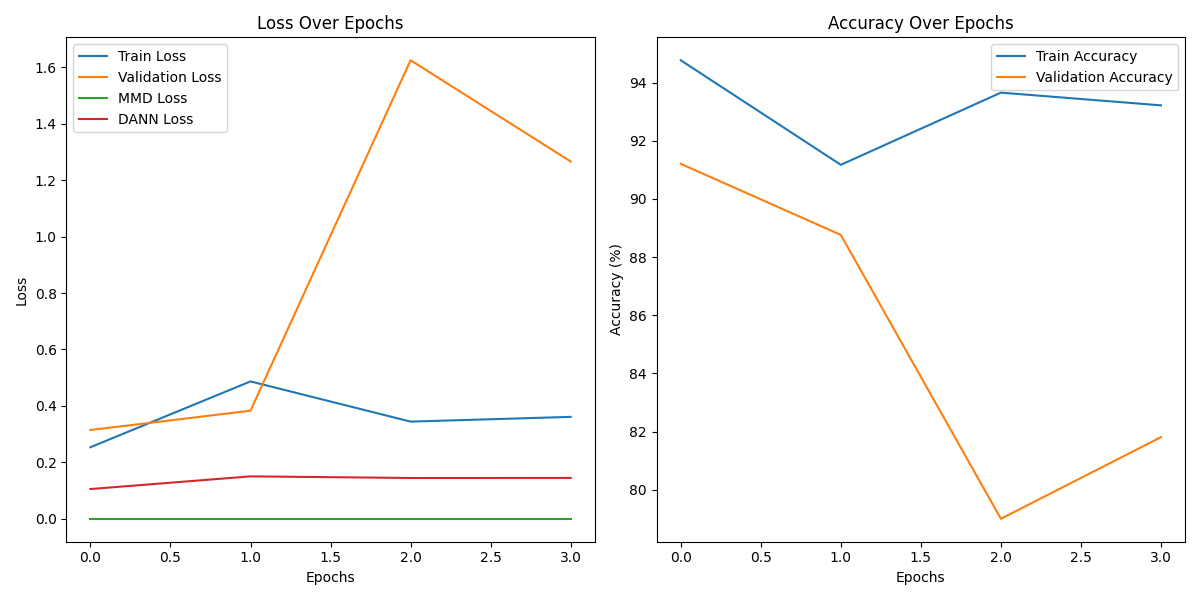 Loss Over Epochs
Train Loss
Validation Loss
MMD Loss
DANN Loss
1.6
1.4
1.2
1.0
0.8
0.6
0.4
0.2
0.0
Loss
0.0 0.5 1.0 1.5 2.0 2.5 3.0
Epochs
Accuracy Over Epochs
Train Accuracy
Validation Accuracy
94
92
90
88
86
84
82
80
Accuracy (%)
0.0 0.5 1.0 1.5 2.0 2.5 3.0
Epochs